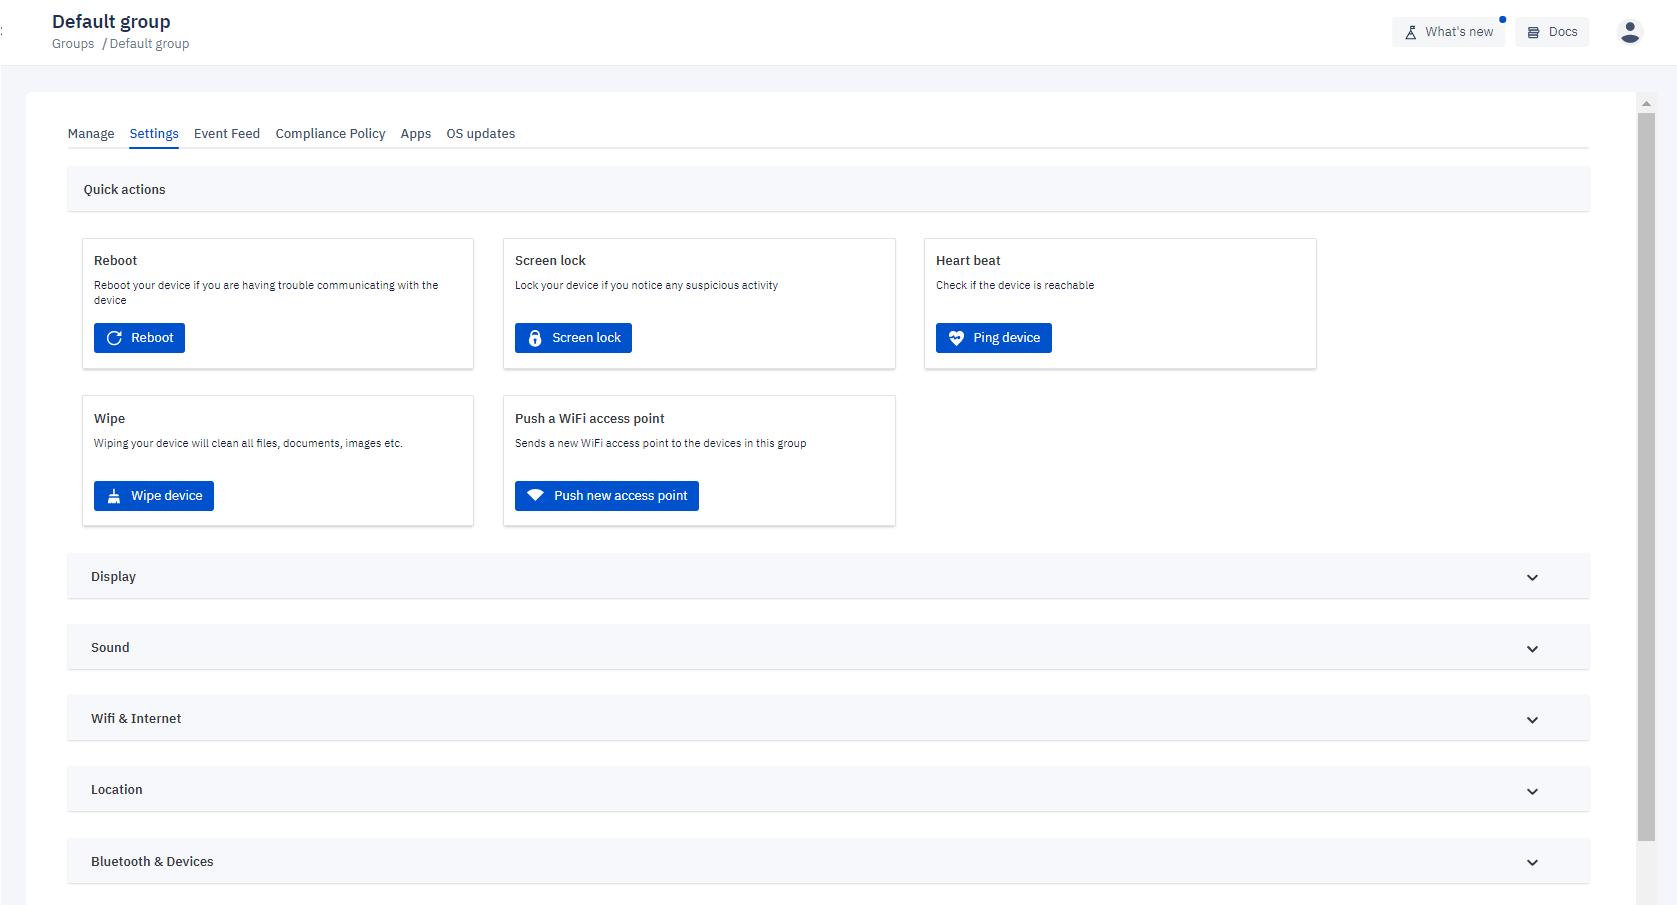 Default group
Groups / Default group
What's new
Docs
Manage Settings Event Feed Compliance Policy Apps OS updates
Quick actions
Reboot
Reboot your device if you are having trouble communicating with the
device
Reboot
Screen lock
Lock your device if you notice any suspicious activity
Screen lock
Heart beat
Check if the device is reachable
Ping device
Wipe
Wiping your device will clean all files, documents, images etc.
Wipe device
Push a WiFi access point
Sends a new WiFi access point to the devices in this group
Push new access point
Display
Sound
Wifi & Internet
Location
Bluetooth & Devices